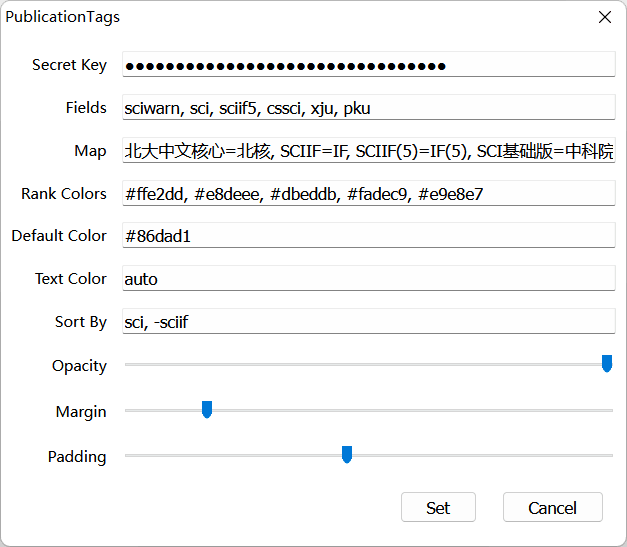 PublicationTags
Secret Key ●●●●●●●●●●●●●●●●●●●●●●●●●●●●●●●●
Fields sciwarn, sci, sciif5, cssci, xju, pku
Map 北大中文核心=北核, SCIIF=IF, SCIIF(5)=IF(5), SCI基础版=中科院
Rank Colors #ffe2dd, #e8deee, #dbeddb, #fadec9, #e9e8e7
Default Color #86dad1
Text Color auto
Sort By sci, -sciif
Opacity
Margin
Padding
Set Cancel